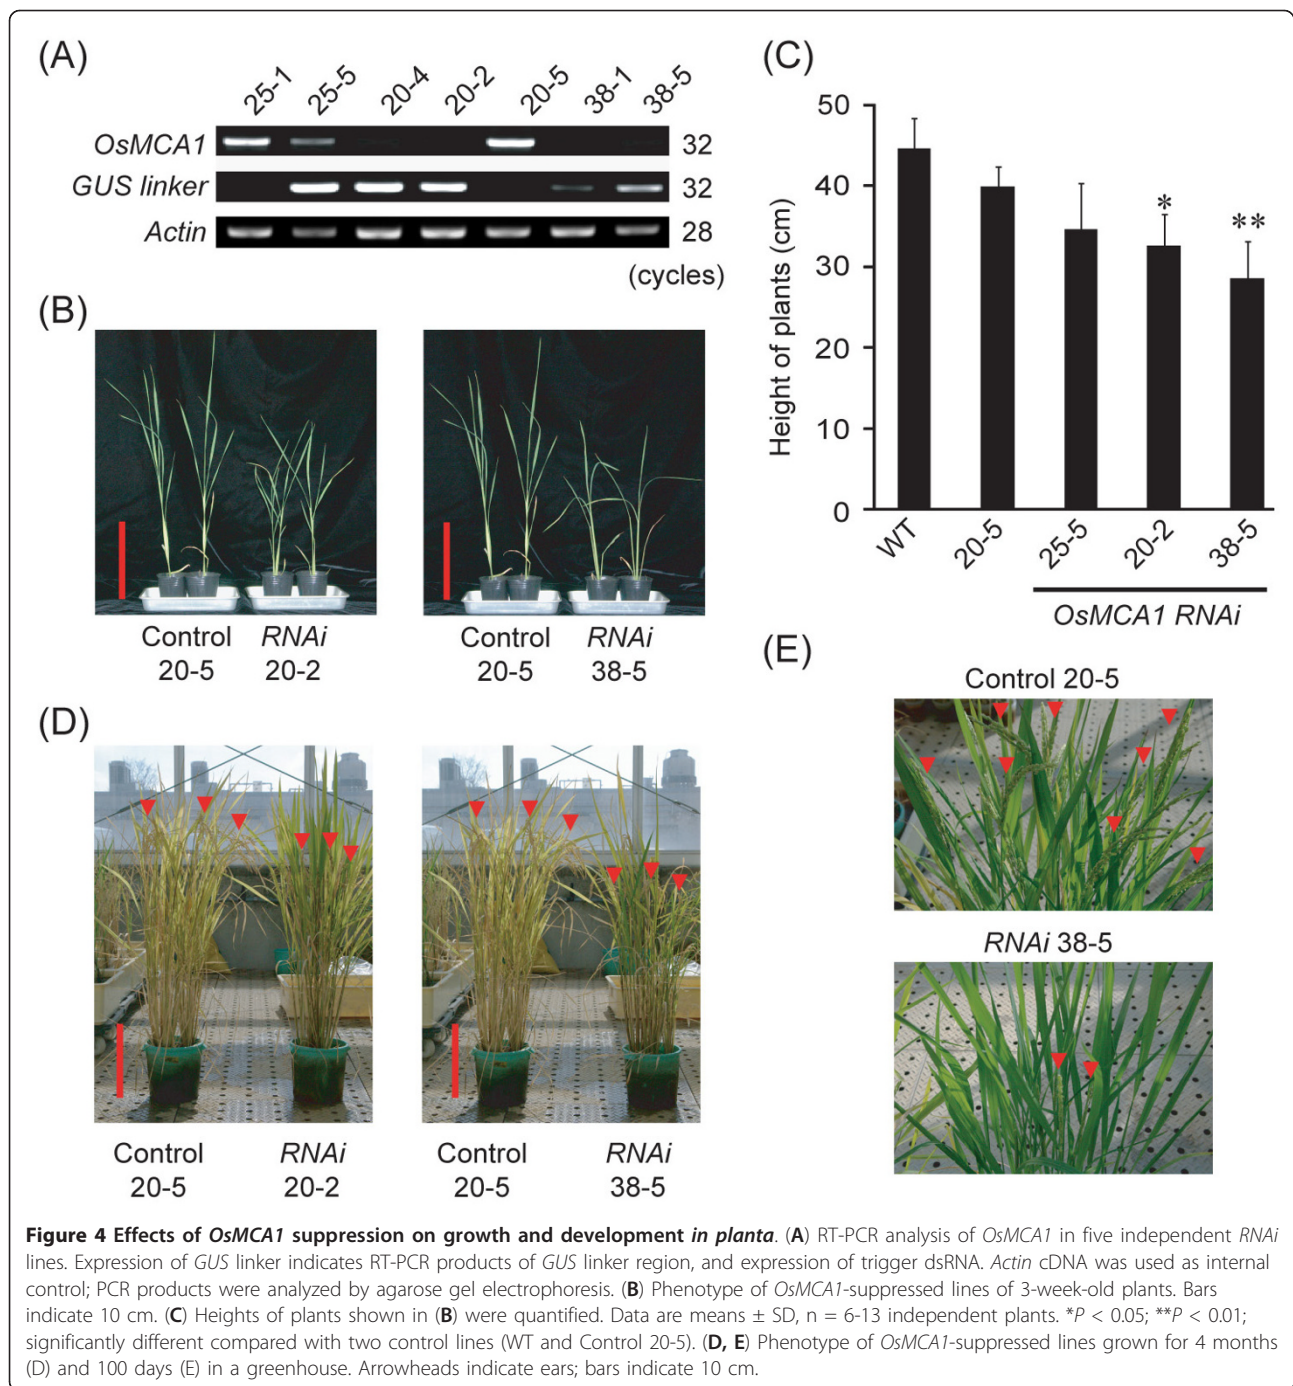 (A)
25-1 25-5 20-4 20-2 20-5 38-1 38-5
OsMCA1 32
GUS linker 32
Actin 28
(cycles)
(B)
Control RNAi
20-5 20-2
Control RNAi
20-5 38-5
(C)
Height of plants (cm)
50
40
30
20
10
0
*
**
WT 20-5 25-5 20-2 38-5
OsMCA1 RNAi
(D)
Control RNAi
20-5 20-2
Control RNAi
20-5 38-5
(E)
Control 20-5
RNAi 38-5
Figure 4 Effects of OsMCA1 suppression on growth and development in planta. (A) RT-PCR analysis of OsMCA1 in five independent RNAi
lines. Expression of GUS linker indicates RT-PCR products of GUS linker region, and expression of trigger dsRNA. Actin cDNA was used as internal
control; PCR products were analyzed by agarose gel electrophoresis. (B) Phenotype of OsMCA1-suppressed lines of 3-week-old plants. Bars
indicate 10 cm. (C) Heights of plants shown in (B) were quantified. Data are means ± SD, n = 6-13 independent plants. *P < 0.05; **P < 0.01;
significantly different compared with two control lines (WT and Control 20-5). (D, E) Phenotype of OsMCA1-suppressed lines grown for 4 months
(D) and 100 days (E) in a greenhouse. Arrowheads indicate ears; bars indicate 10 cm.